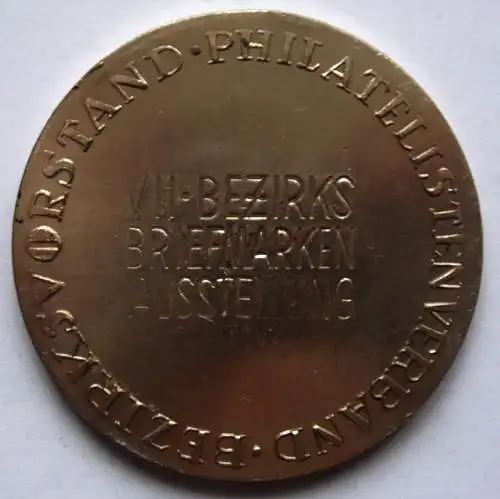 BEZIRKSVORSTAND · PHILATELISTENVERBAND ·
VII · BEZIRKS
BRIEFMARKEN
AUSSTELLUNG